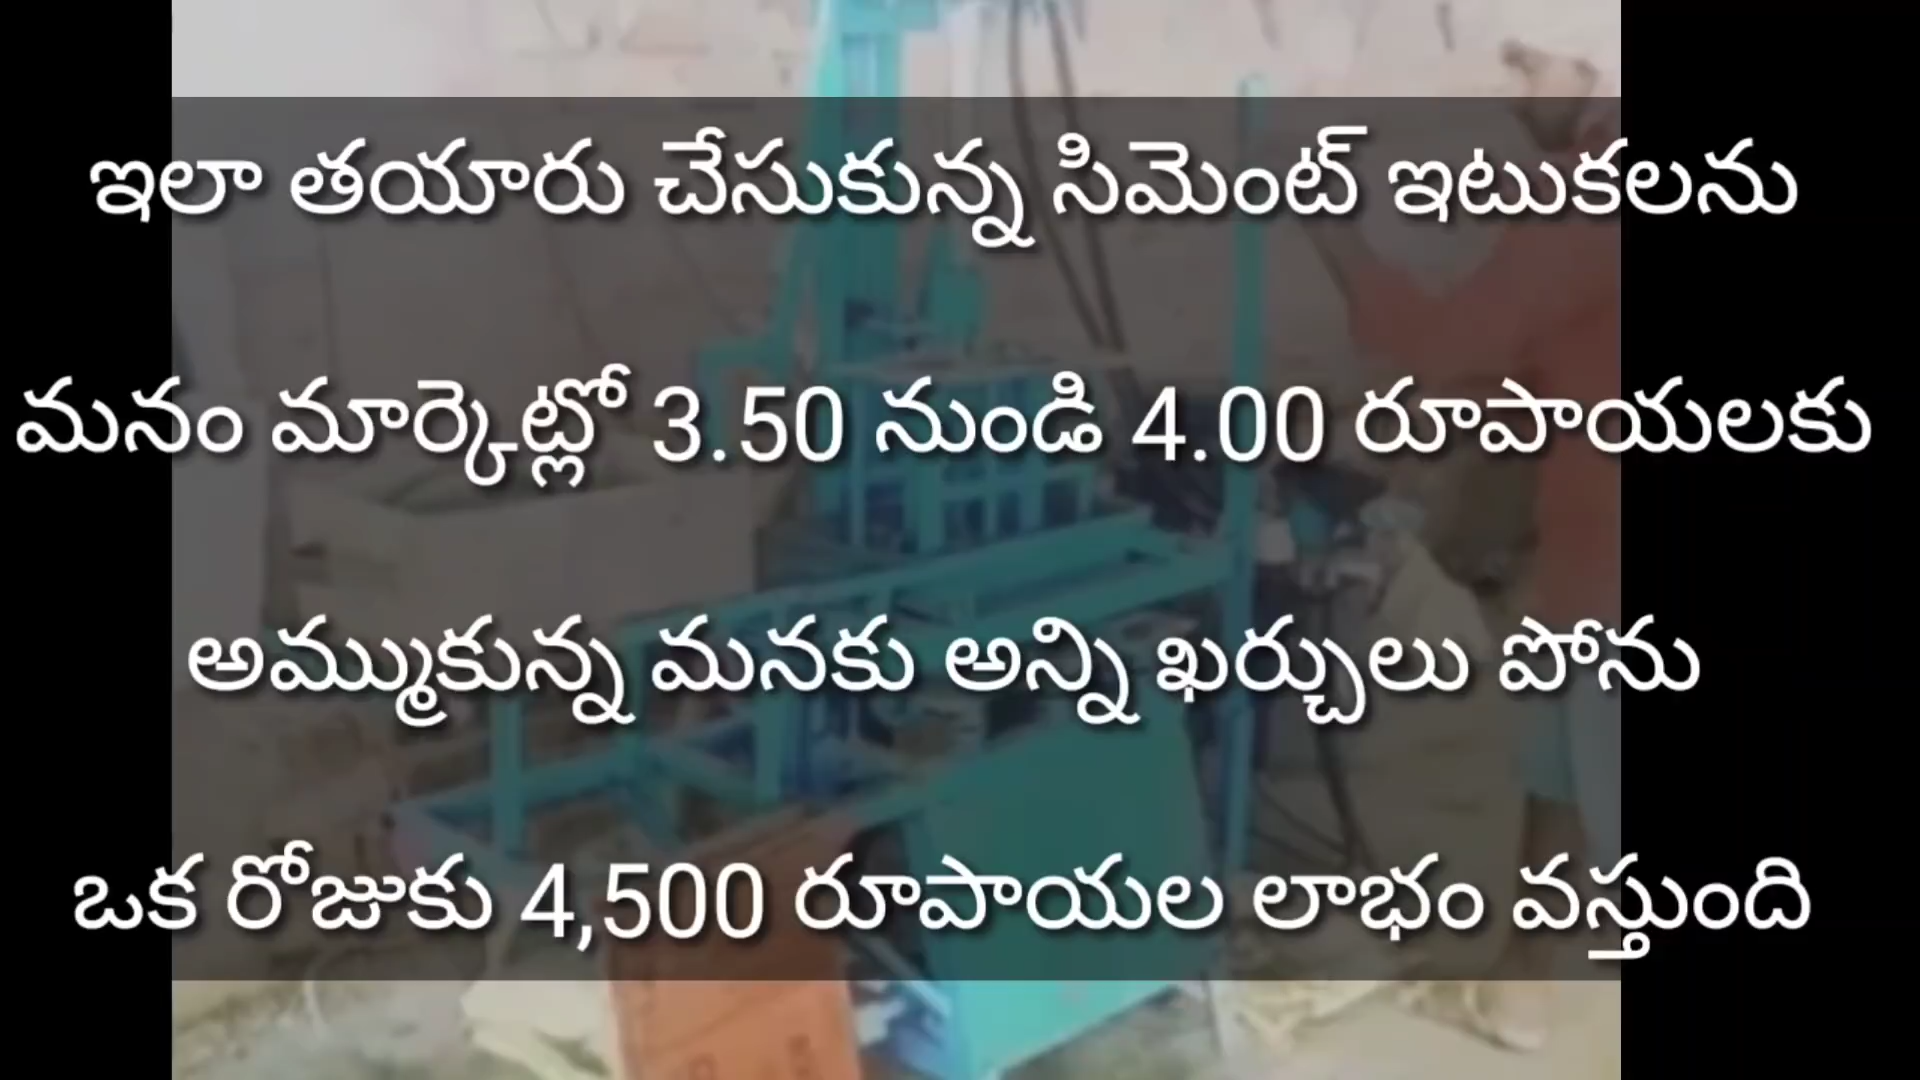 ఇలా తయారు చేసుకున్న సిమెంట్ ఇటుకలను
మనం మార్కెట్లో 3.50 నుండి 4.00 రూపాయలకు
అమ్ముకున్న మనకు అన్ని ఖర్చులు పోను
ఒక రోజుకు 4,500 రూపాయల లాభం వస్తుంది